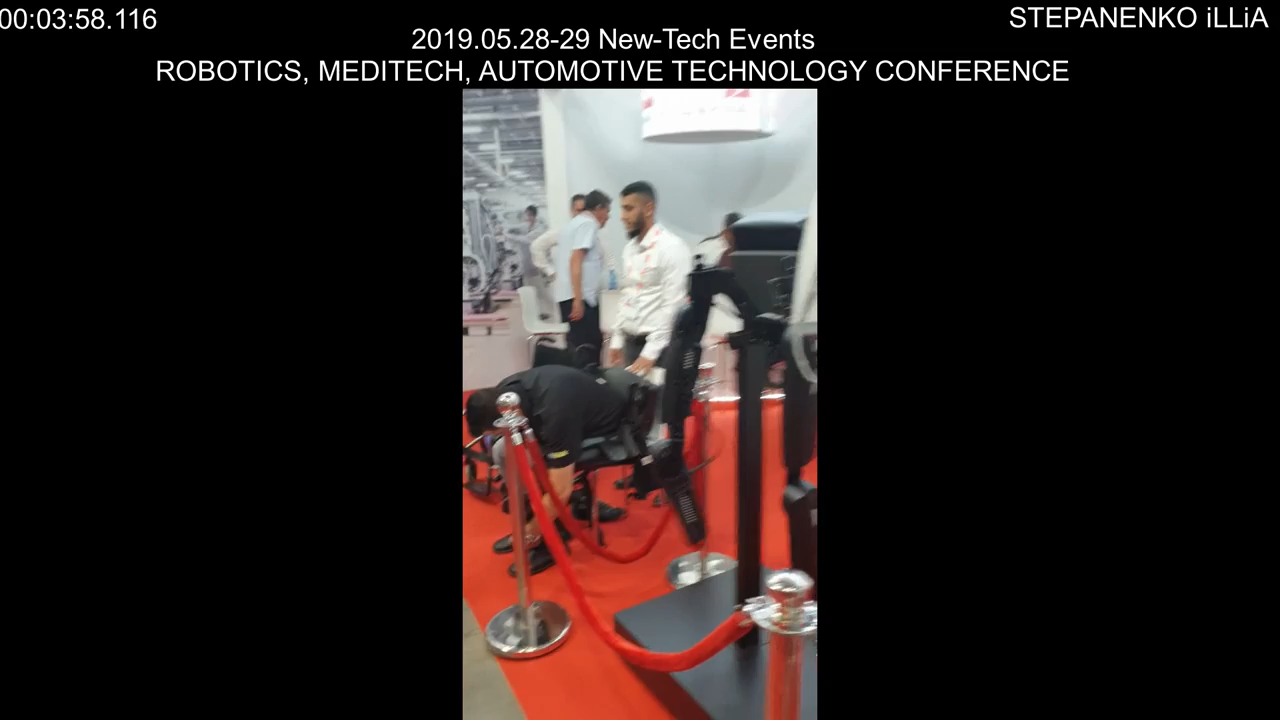 00:03:58.116
STEPANENKO iLLiA
2019.05.28-29 New-Tech Events
ROBOTICS, MEDITECH, AUTOMOTIVE TECHNOLOGY CONFERENCE